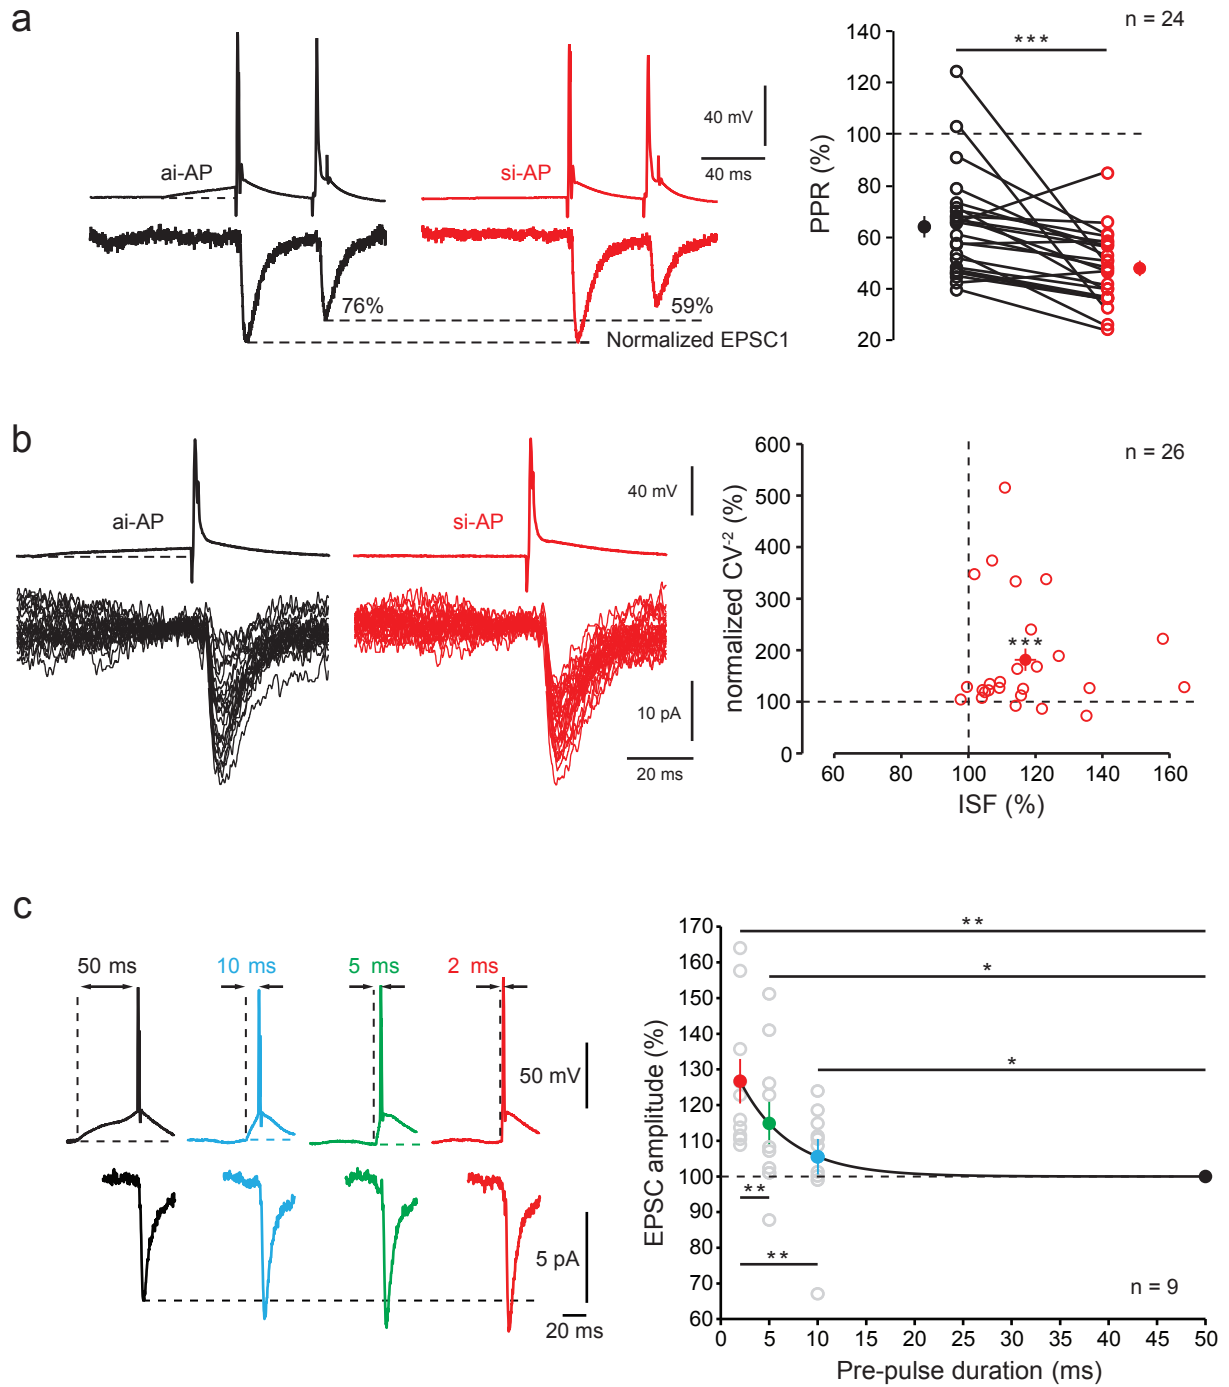 a
ai-AP
si-AP
40 mV
40 ms
76%
59%
Normalized EPSC1
n = 24
***
140
120
100
80
60
40
20
PPR (%)
b
ai-AP
si-AP
40 mV
10 pA
20 ms
n = 26
600
500
400
300
200
100
0
normalized CV-2 (%)
***
60 80 100 120 140 160
ISF (%)
c
50 ms
10 ms
5 ms
2 ms
50 mV
5 pA
20 ms
170
160
150
140
130
120
110
100
90
80
70
60
EPSC amplitude (%)
**
*
*
**
**
n = 9
0 5 10 15 20 25 30 35 40 45 50
Pre-pulse duration (ms)